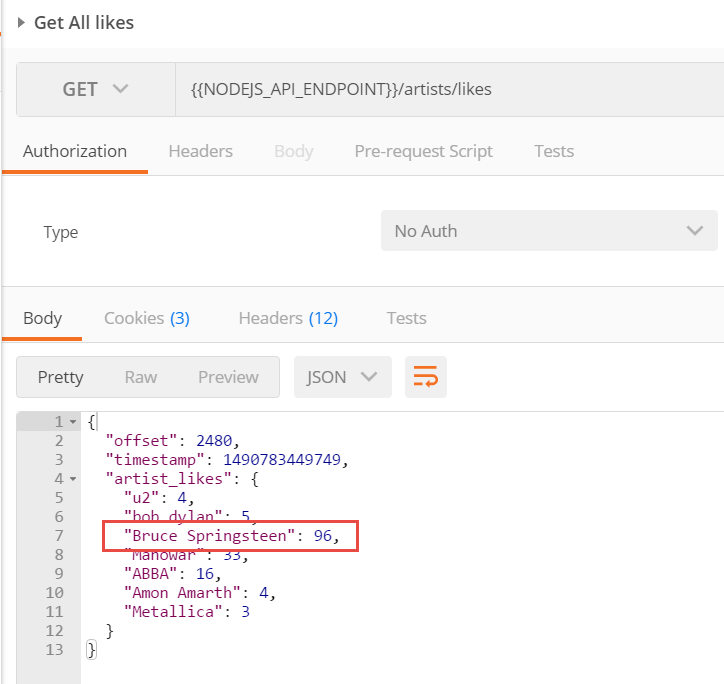 Get All likes
GET {{NODEJS_API_ENDPOINT}}/artists/likes
Authorization Headers Body Pre-request Script Tests
Type No Auth
Body Cookies (3) Headers (12) Tests
Pretty Raw Preview JSON
1 {
2 "offset": 2480,
3 "timestamp": 1490783449749,
4 "artist_likes": {
5 "u2": 4,
6 "bob dylan": 5,
7 "Bruce Springsteen": 96,
8 "Manowar": 33,
9 "ABBA": 16,
10 "Amon Amarth": 4,
11 "Metallica": 3
12 }
13 }